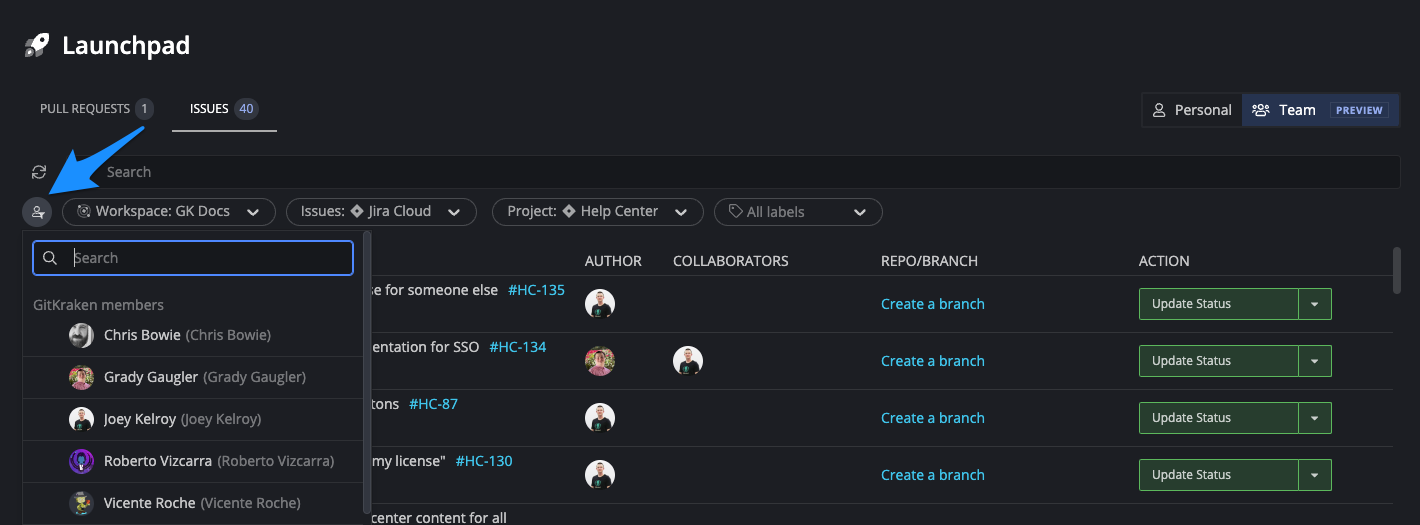 Launchpad
PULL REQUESTS 1 ISSUES 40
Personal Team PREVIEW
Search
Workspace: GK Docs Issues: Jira Cloud Project: Help Center All labels
Search
AUTHOR COLLABORATORS REPO/BRANCH ACTION
se for someone else #HC-135 Create a branch Update Status
GitKraken members
Chris Bowie (Chris Bowie)
entation for SSO #HC-134 Create a branch Update Status
Grady Gaugler (Grady Gaugler)
tons #HC-87 Create a branch Update Status
Joey Kelroy (Joey Kelroy)
my license" #HC-130 Create a branch Update Status
Roberto Vizcarra (Roberto Vizcarra)
Vicente Roche (Vicente Roche)
center content for all